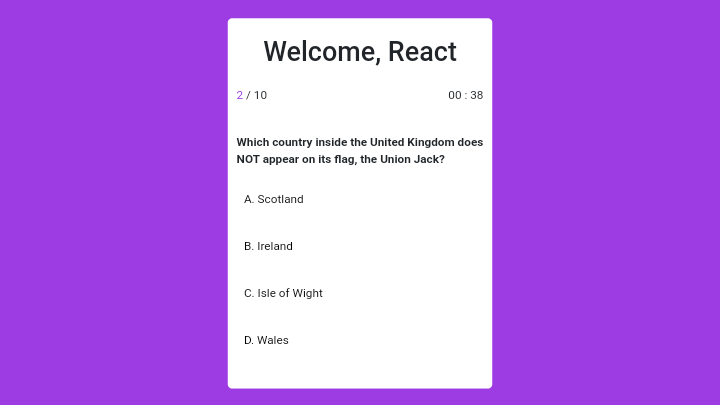 Welcome, React
2 / 10
00 : 38
Which country inside the United Kingdom does
NOT appear on its flag, the Union Jack?
A. Scotland
B. Ireland
C. Isle of Wight
D. Wales